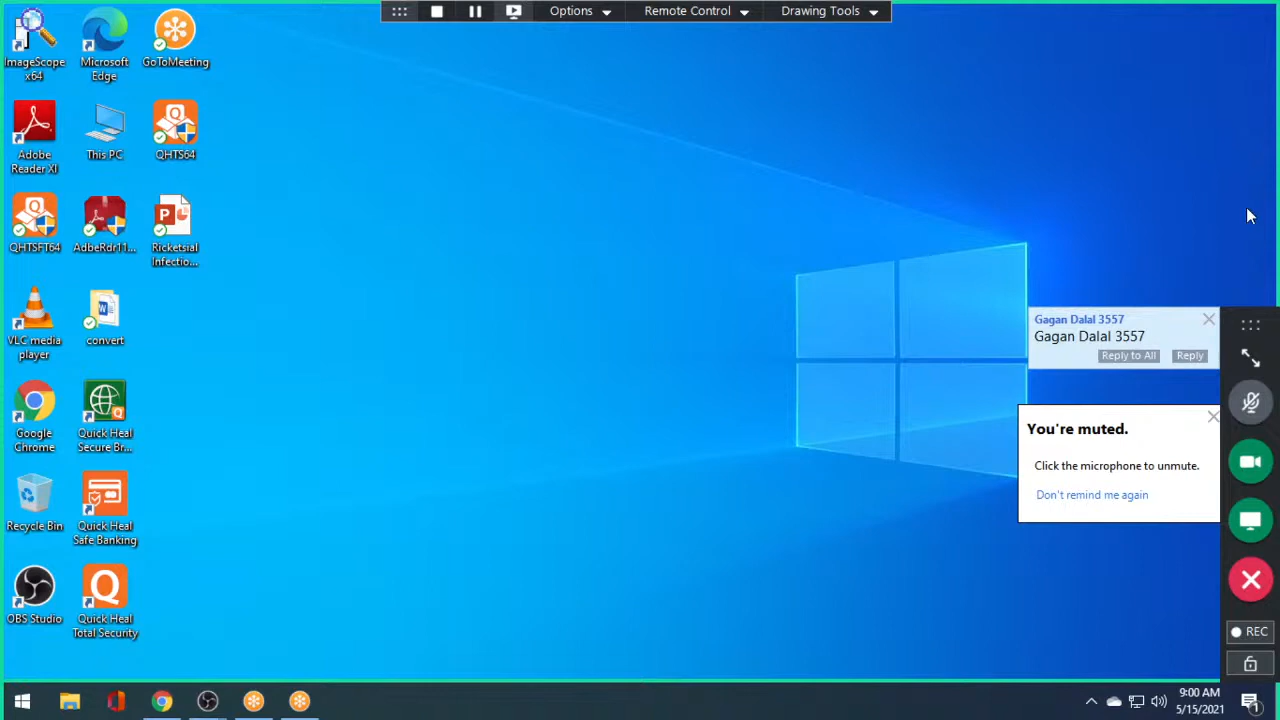 Options
Remote Control
Drawing Tools
ImageScope
x64
Microsoft
Edge
GoToMeeting
Adobe
Reader XI
This PC
QHTS64
QHTSFT64
AdbeRdr11...
Ricketsial
Infectio...
VLC media
player
convert
Google
Chrome
Quick Heal
Secure Br...
Recycle Bin
Quick Heal
Safe Banking
OBS Studio
Quick Heal
Total Security
Gagan Dalal 3557
Gagan Dalal 3557
Reply to All
Reply
You're muted.
Click the microphone to unmute.
Don't remind me again
REC
9:00 AM
5/15/2021
1